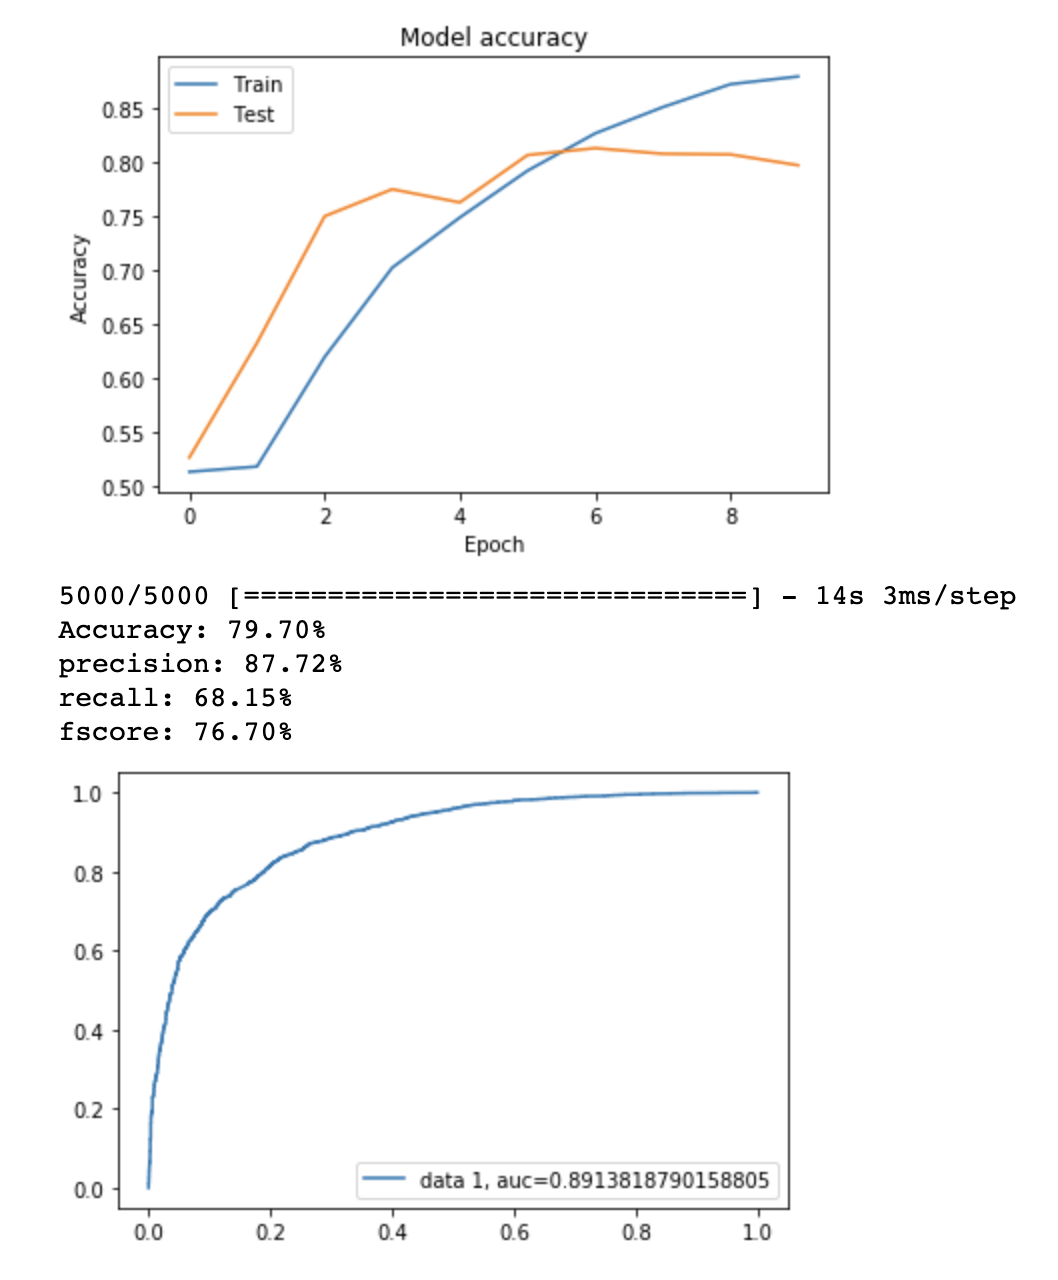 Model accuracy
Train
Test
0.85
0.80
0.75
0.70
0.65
0.60
0.55
0.50
Accuracy
0 2 4 6 8
Epoch
5000/5000 [==============================] - 14s 3ms/step
Accuracy: 79.70%
precision: 87.72%
recall: 68.15%
fscore: 76.70%
1.0
0.8
0.6
0.4
0.2
0.0
data 1, auc=0.8913818790158805
0.0 0.2 0.4 0.6 0.8 1.0